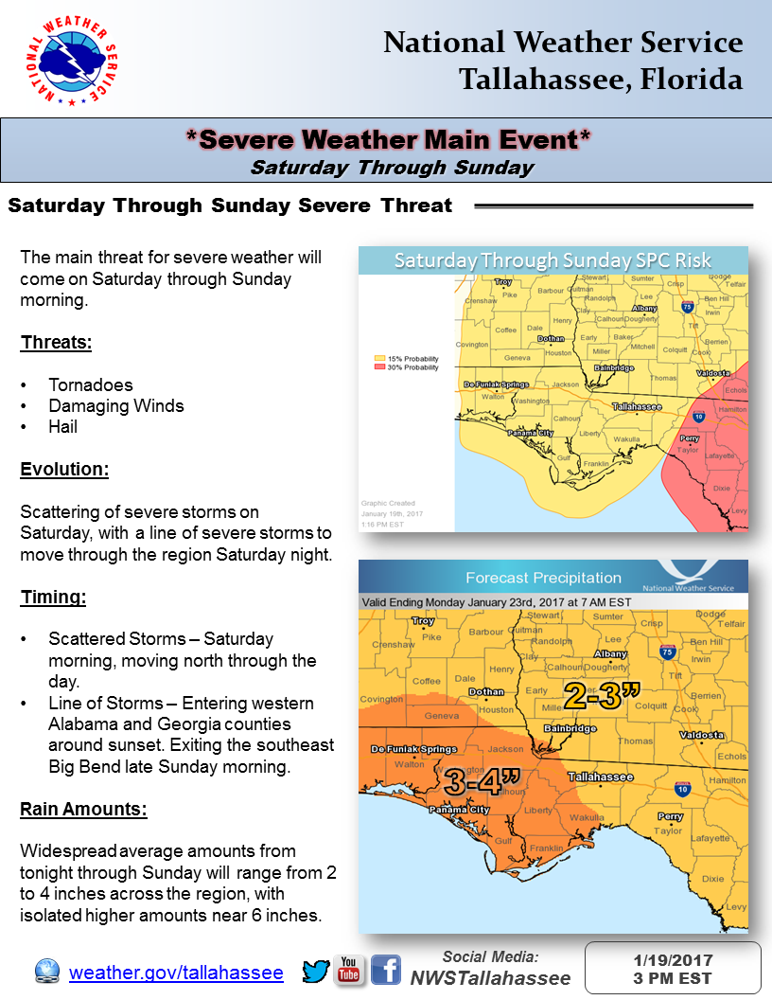 NATIONAL WEATHER SERVICE
National Weather Service
Tallahassee, Florida
*Severe Weather Main Event*
Saturday Through Sunday
Saturday Through Sunday Severe Threat
The main threat for severe weather will
come on Saturday through Sunday
morning.
Threats:
• Tornadoes
• Damaging Winds
• Hail
Evolution:
Scattering of severe storms on
Saturday, with a line of severe storms to
move through the region Saturday night.
Timing:
• Scattered Storms – Saturday
morning, moving north through the
day.
• Line of Storms – Entering western
Alabama and Georgia counties
around sunset. Exiting the southeast
Big Bend late Sunday morning.
Rain Amounts:
Widespread average amounts from
tonight through Sunday will range from 2
to 4 inches across the region, with
isolated higher amounts near 6 inches.
Saturday Through Sunday SPC Risk
15% Probability
30% Probability
Stewart Sumter Crisp Dodge
Troy Telfair
Pike Barbour Quitman Randolph Lee Ben Hill
Crenshaw Clay Albany 75 Irwin
Coffee Dale Henry Calhoun Dougherty Tift
Covington Dothan Early Baker Mitchell Berrien
Houston Miller Colquitt Cook
Geneva Bainbridge
Thomas Valdosta
De Funiak Springs Jackson Echols
Walton Washington Tallahassee 10 Hamilton
Calhoun
Panama City Liberty Wakulla Perry
Taylor
Gulf Franklin Lafayette
Dixie
Levy
Graphic Created
January 19th, 2017
1:16 PM EST
Forecast Precipitation
National Weather Service
Valid Ending Monday January 23rd, 2017 at 7 AM EST
Stewart Sumter Crisp Dodge
Troy Telfair
Pike Barbour Quitman Randolph Lee Ben Hill
Crenshaw Clay Albany 75 Irwin
Coffee Dale Henry Calhoun Dougherty Tift
Covington Dothan Early 2-3” Berrien
Houston Colquitt Cook
Geneva Bainbridge
Thomas Valdosta
De Funiak Springs Jackson Echols
Walton 3-4” Tallahassee 10 Hamilton
Panama City Liberty Wakulla Perry
Taylor
Gulf Franklin Lafayette
Dixie
Levy
weather.gov/tallahassee
You
Tube
f
Social Media:
NWSTallahassee
1/19/2017
3 PM EST